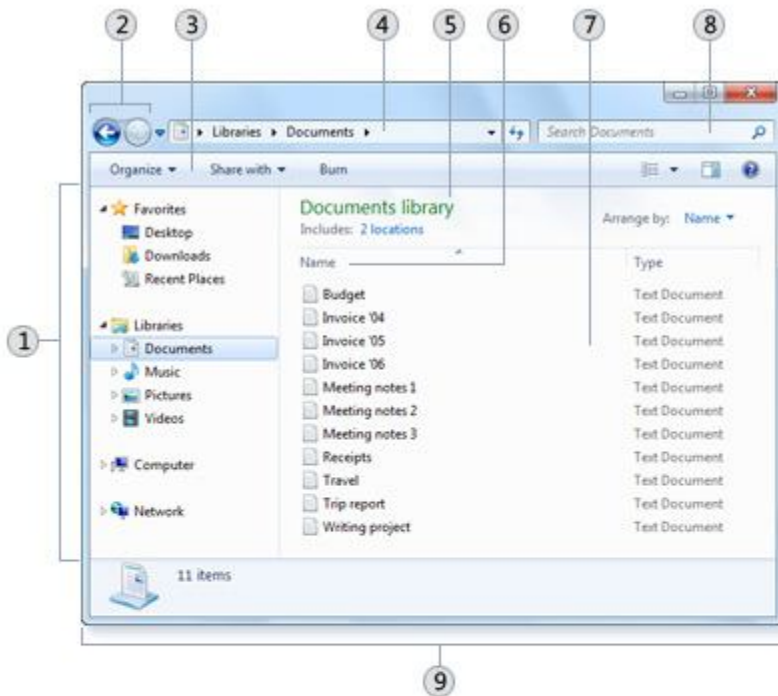 2 3 4 5 6 7 8
Libraries Documents Search Documents
Organize Share with Burn
Favorites
Desktop
Downloads
Recent Places
Libraries
Documents
Music
Pictures
Videos
Computer
Network
1
Documents library
Includes: 2 locations
Arrange by: Name
Name Type
Budget Text Document
Invoice '04 Text Document
Invoice '05 Text Document
Invoice '06 Text Document
Meeting notes 1 Text Document
Meeting notes 2 Text Document
Meeting notes 3 Text Document
Receipts Text Document
Travel Text Document
Trip report Text Document
Writing project Text Document
11 items
9